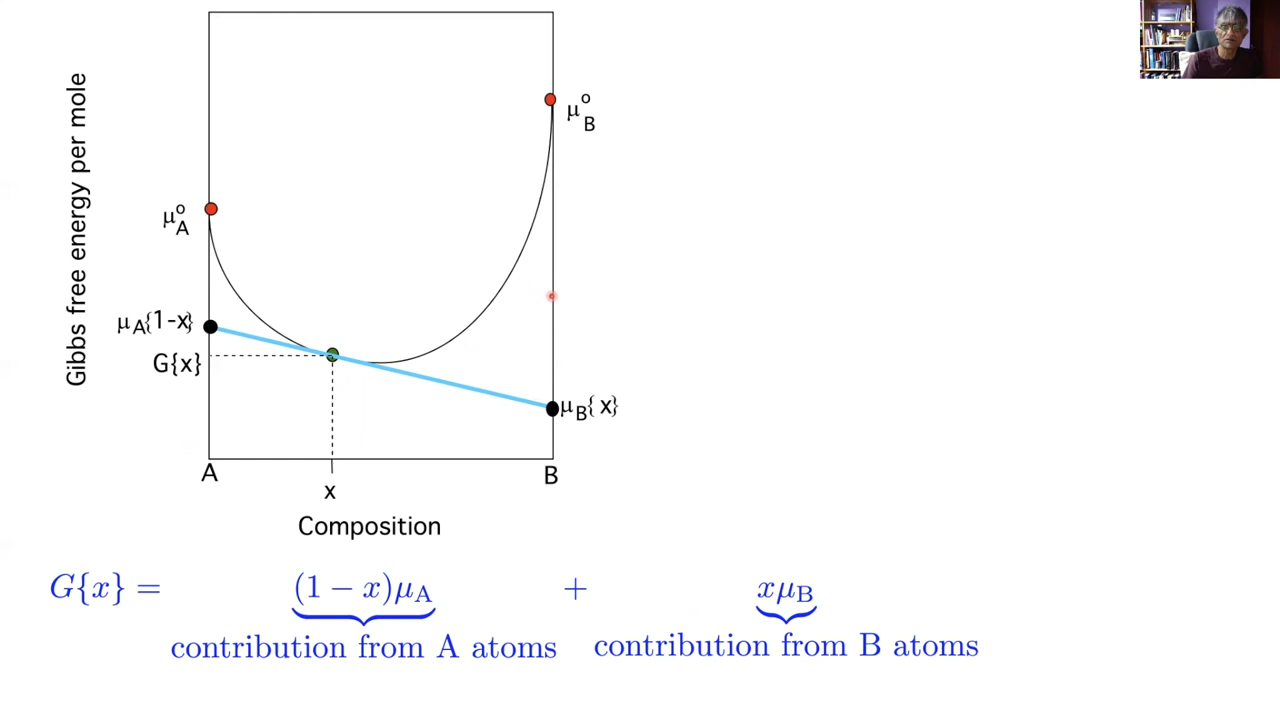 Gibbs free energy per mole
μ°B
μ°A
μA{1-x}
G{x}
μB{x}
A
x
B
Composition
G{x} = (1 − x)μA + xμB
contribution from A atoms contribution from B atoms